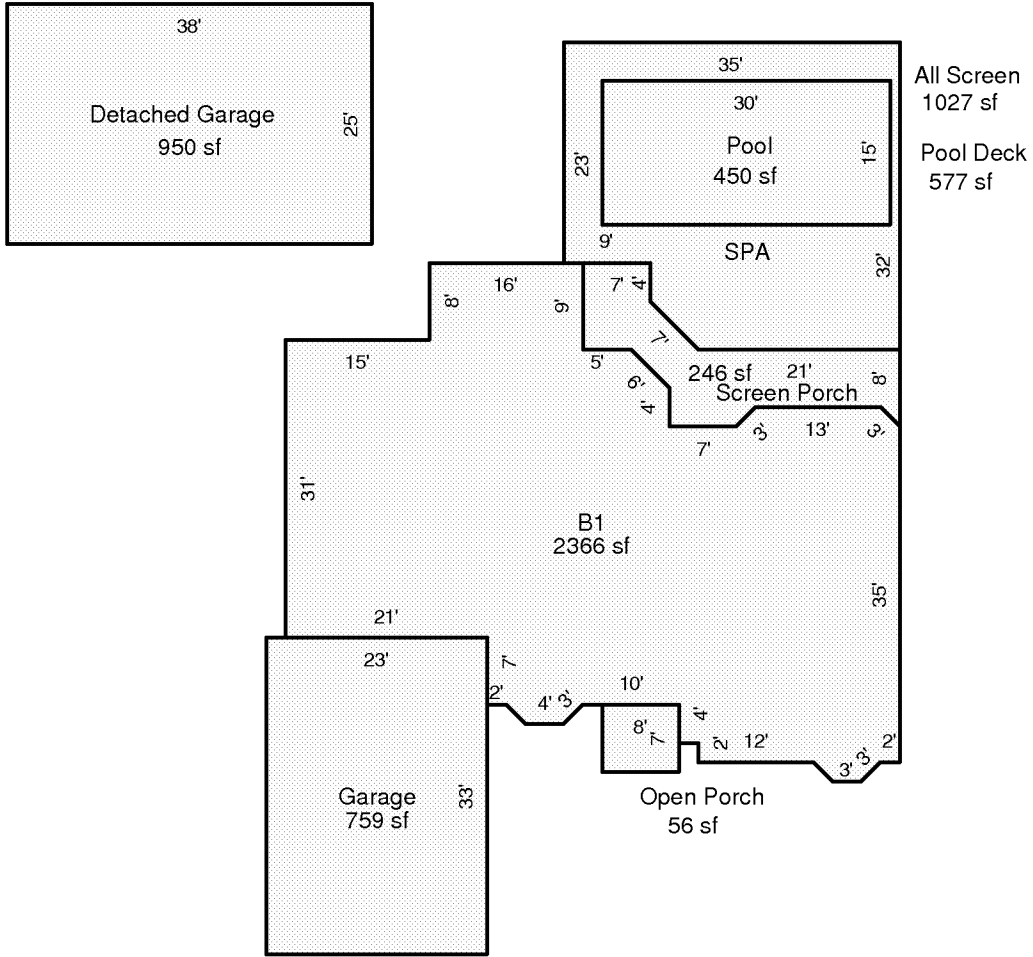 38'
Detached Garage
950 sf
25'
35'
All Screen
1027 sf
30'
Pool
450 sf
15'
23'
Pool Deck
577 sf
9'
SPA
32'
16'
8'
9'
7'
4'
15'
5'
7'
6'
4'
246 sf
21'
8'
Screen Porch
7'
3'
13'
3'
31'
B1
2366 sf
35'
21'
23'
7'
2'
4'
3'
10'
8'
7'
4'
2'
12'
3'
3'
2'
Garage
759 sf
33'
Open Porch
56 sf